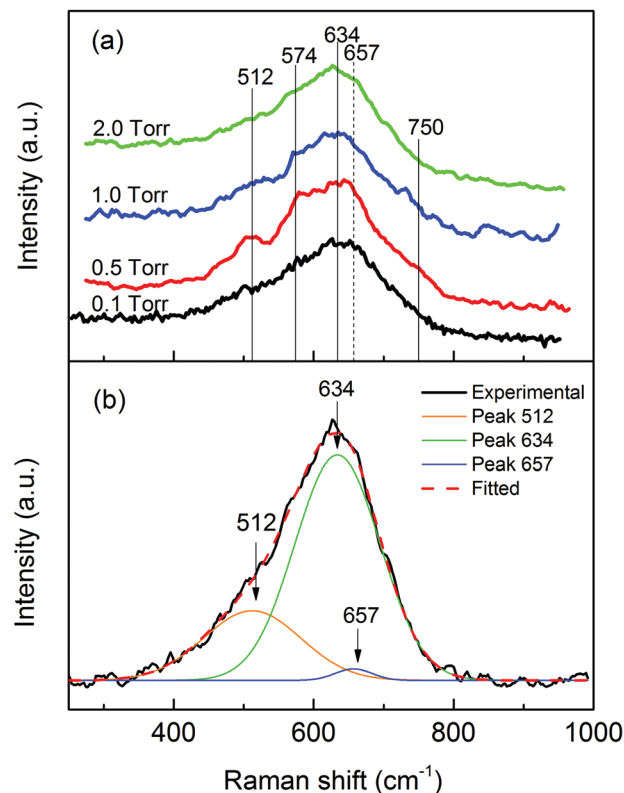 (a)
634
574
657
512
750
2.0 Torr
1.0 Torr
0.5 Torr
0.1 Torr
Intensity (a.u.)
(b)
634
512
657
Experimental
Peak 512
Peak 634
Peak 657
Fitted
Intensity (a.u.)
400 600 800 1000
Raman shift (cm⁻¹)